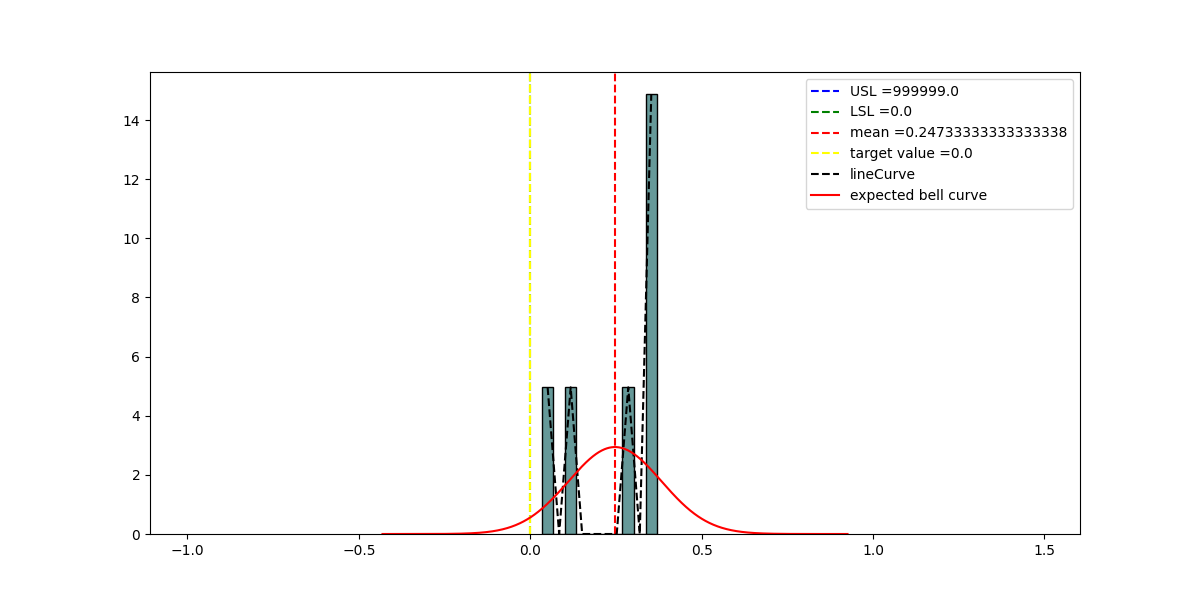 USL =999999.0
LSL =0.0
mean =0.24733333333333338
target value =0.0
lineCurve
expected bell curve
14
12
10
8
6
4
2
0
−1.0 −0.5 0.0 0.5 1.0 1.5